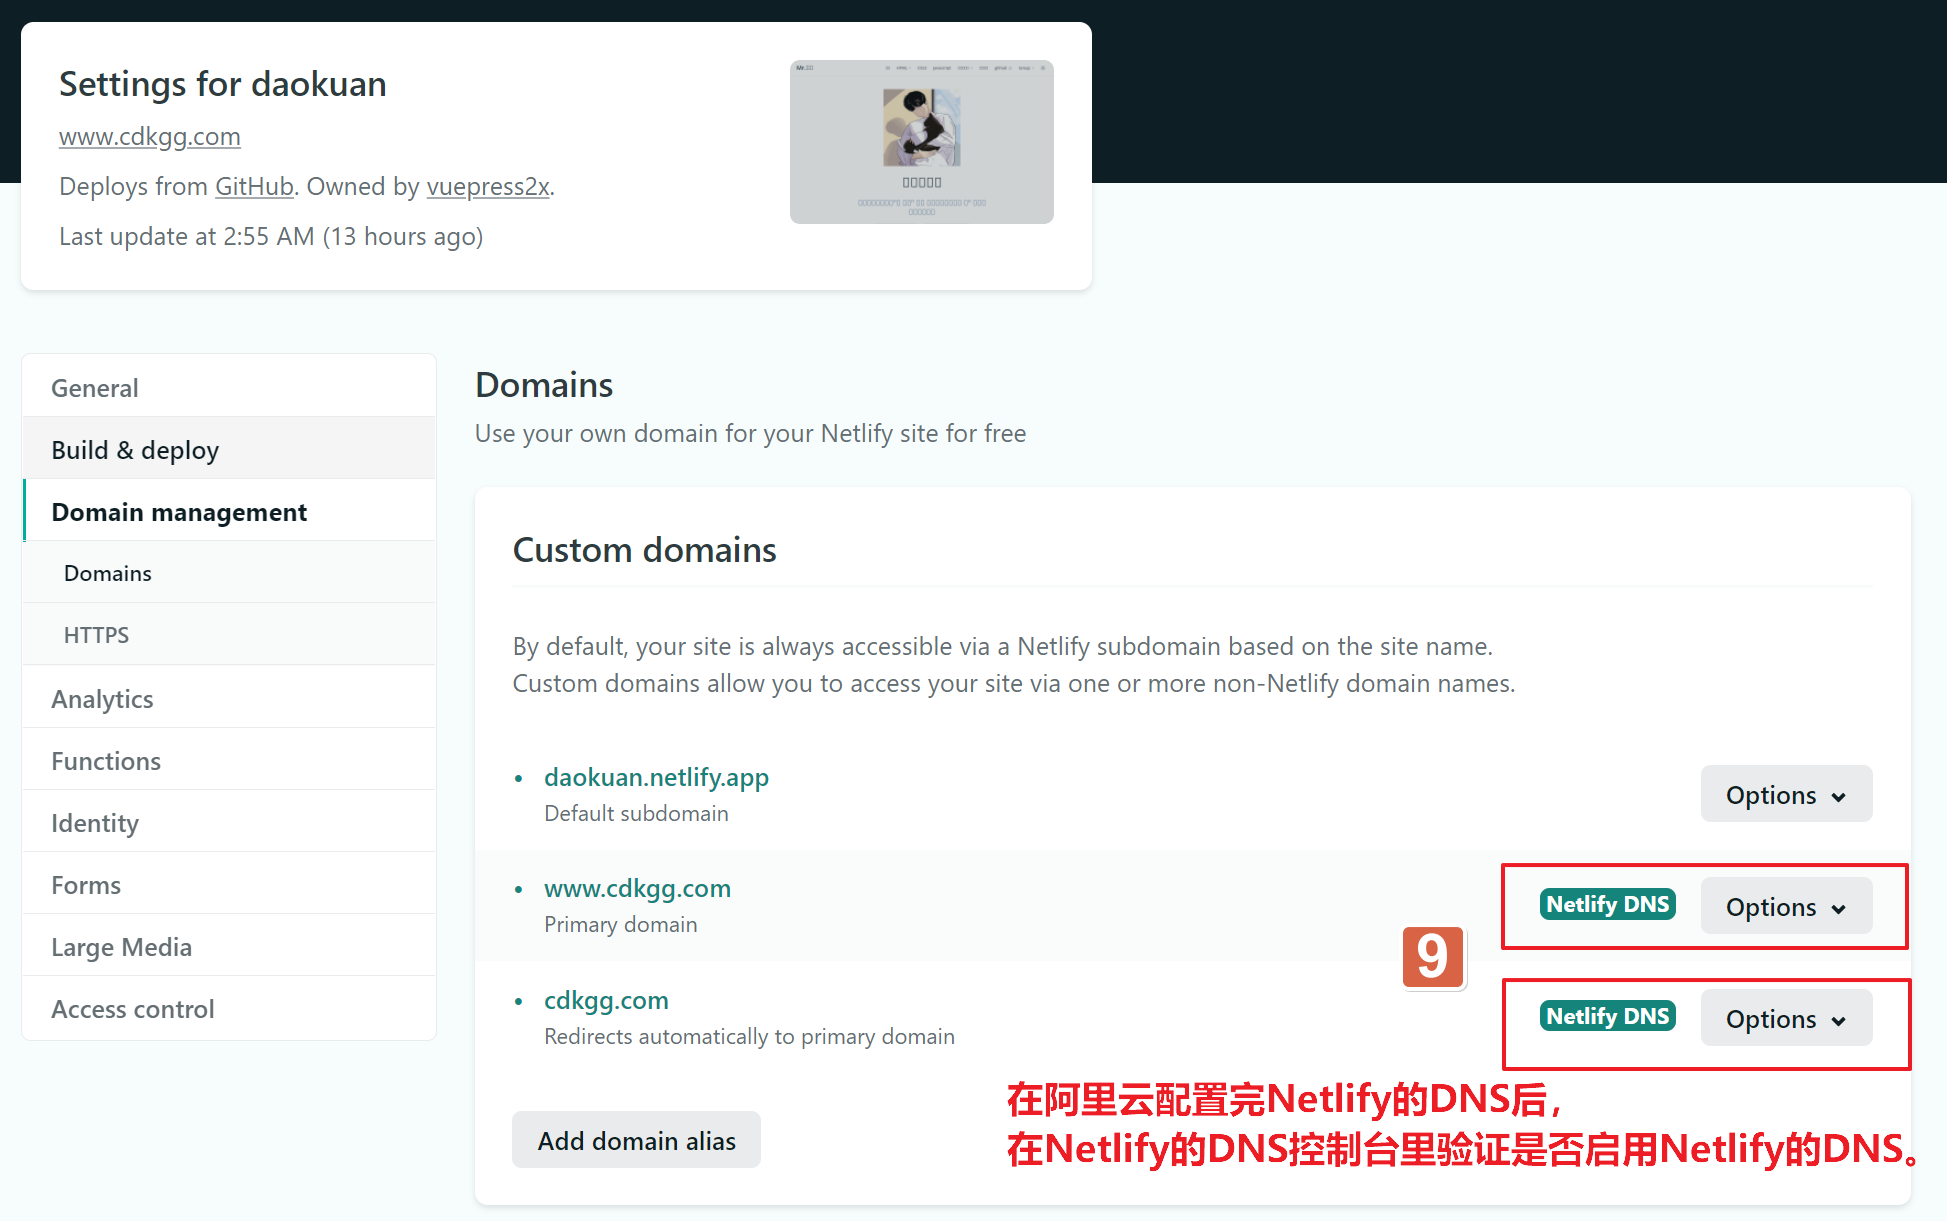 Settings for daokuan
www.cdkgg.com
Deploys from GitHub. Owned by vuepress2x.
Last update at 2:55 AM (13 hours ago)
General
Build & deploy
Domain management
Domains
HTTPS
Analytics
Functions
Identity
Forms
Large Media
Access control
Domains
Use your own domain for your Netlify site for free
Custom domains
By default, your site is always accessible via a Netlify subdomain based on the site name.
Custom domains allow you to access your site via one or more non-Netlify domain names.
daokuan.netlify.app
Default subdomain
Options
www.cdkgg.com
Primary domain
Netlify DNS
Options
9
cdkgg.com
Redirects automatically to primary domain
Netlify DNS
Options
在阿里云配置完Netlify的DNS后，
在Netlify的DNS控制台里验证是否启用Netlify的DNS。
Add domain alias